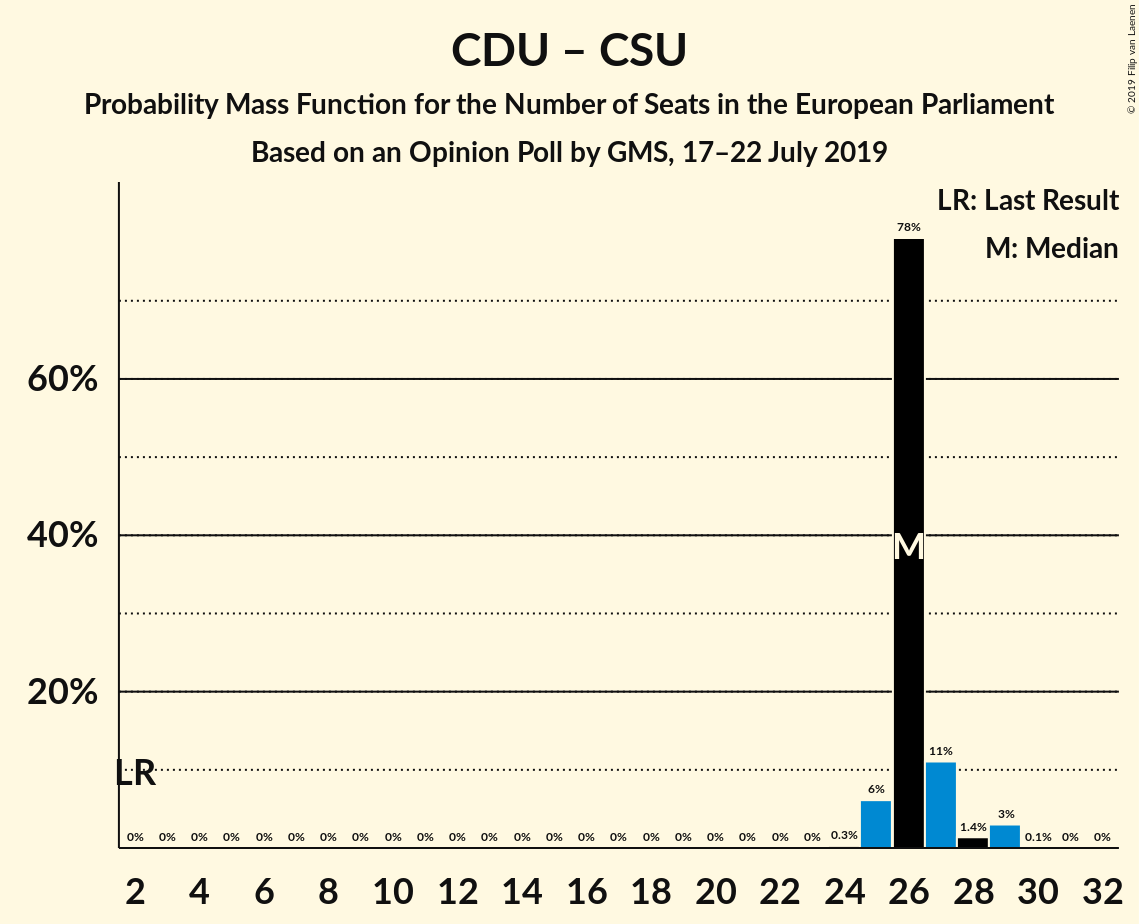 CDU – CSU
Probability Mass Function for the Number of Seats in the European Parliament
Based on an Opinion Poll by GMS, 17–22 July 2019
© 2019 Filip van Laenen
LR: Last Result
M: Median
78%
60%
40%
M
20%
LR
11%
6%
0% 0% 0% 0% 0% 0% 0% 0% 0% 0% 0% 0% 0% 0% 0% 0% 0% 0% 0% 0% 0% 0% 0.3% 1.4% 3% 0.1% 0% 0%
2 4 6 8 10 12 14 16 18 20 22 24 26 28 30 32